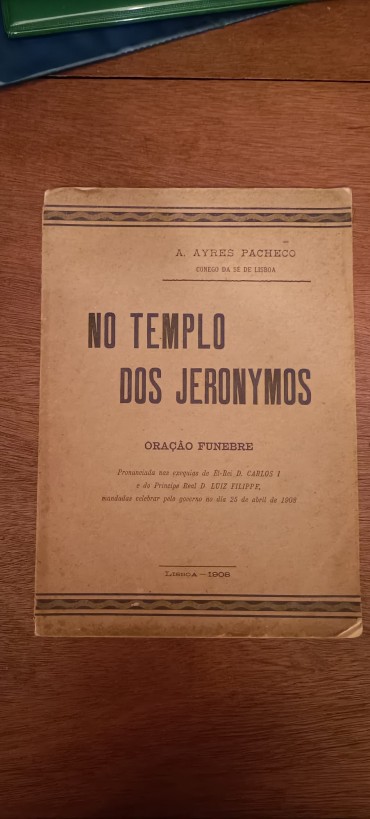 A. AYRES PACHECO
CONEGO DA SÉ DE LISBOA
NO TEMPLO
DOS JERONYMOS
ORAÇÃO FUNEBRE
Pronunciada nas exequias de El-Rei D. CARLOS I
e do Principe Real D. LUIZ FILIPPE,
mandadas celebrar pelo governo no dia 25 de abril de 1908
LISBOA—1908